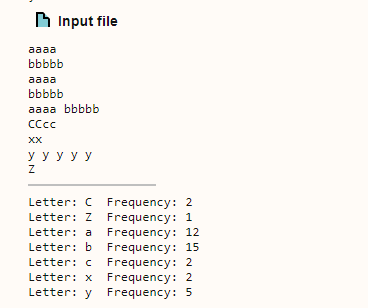 Input file
aaaa
bbbbb
aaaa
bbbbb
aaaa bbbbb
CCcc
xx
y y y y y
Z
Letter: C  Frequency: 2
Letter: Z  Frequency: 1
Letter: a  Frequency: 12
Letter: b  Frequency: 15
Letter: c  Frequency: 2
Letter: x  Frequency: 2
Letter: y  Frequency: 5